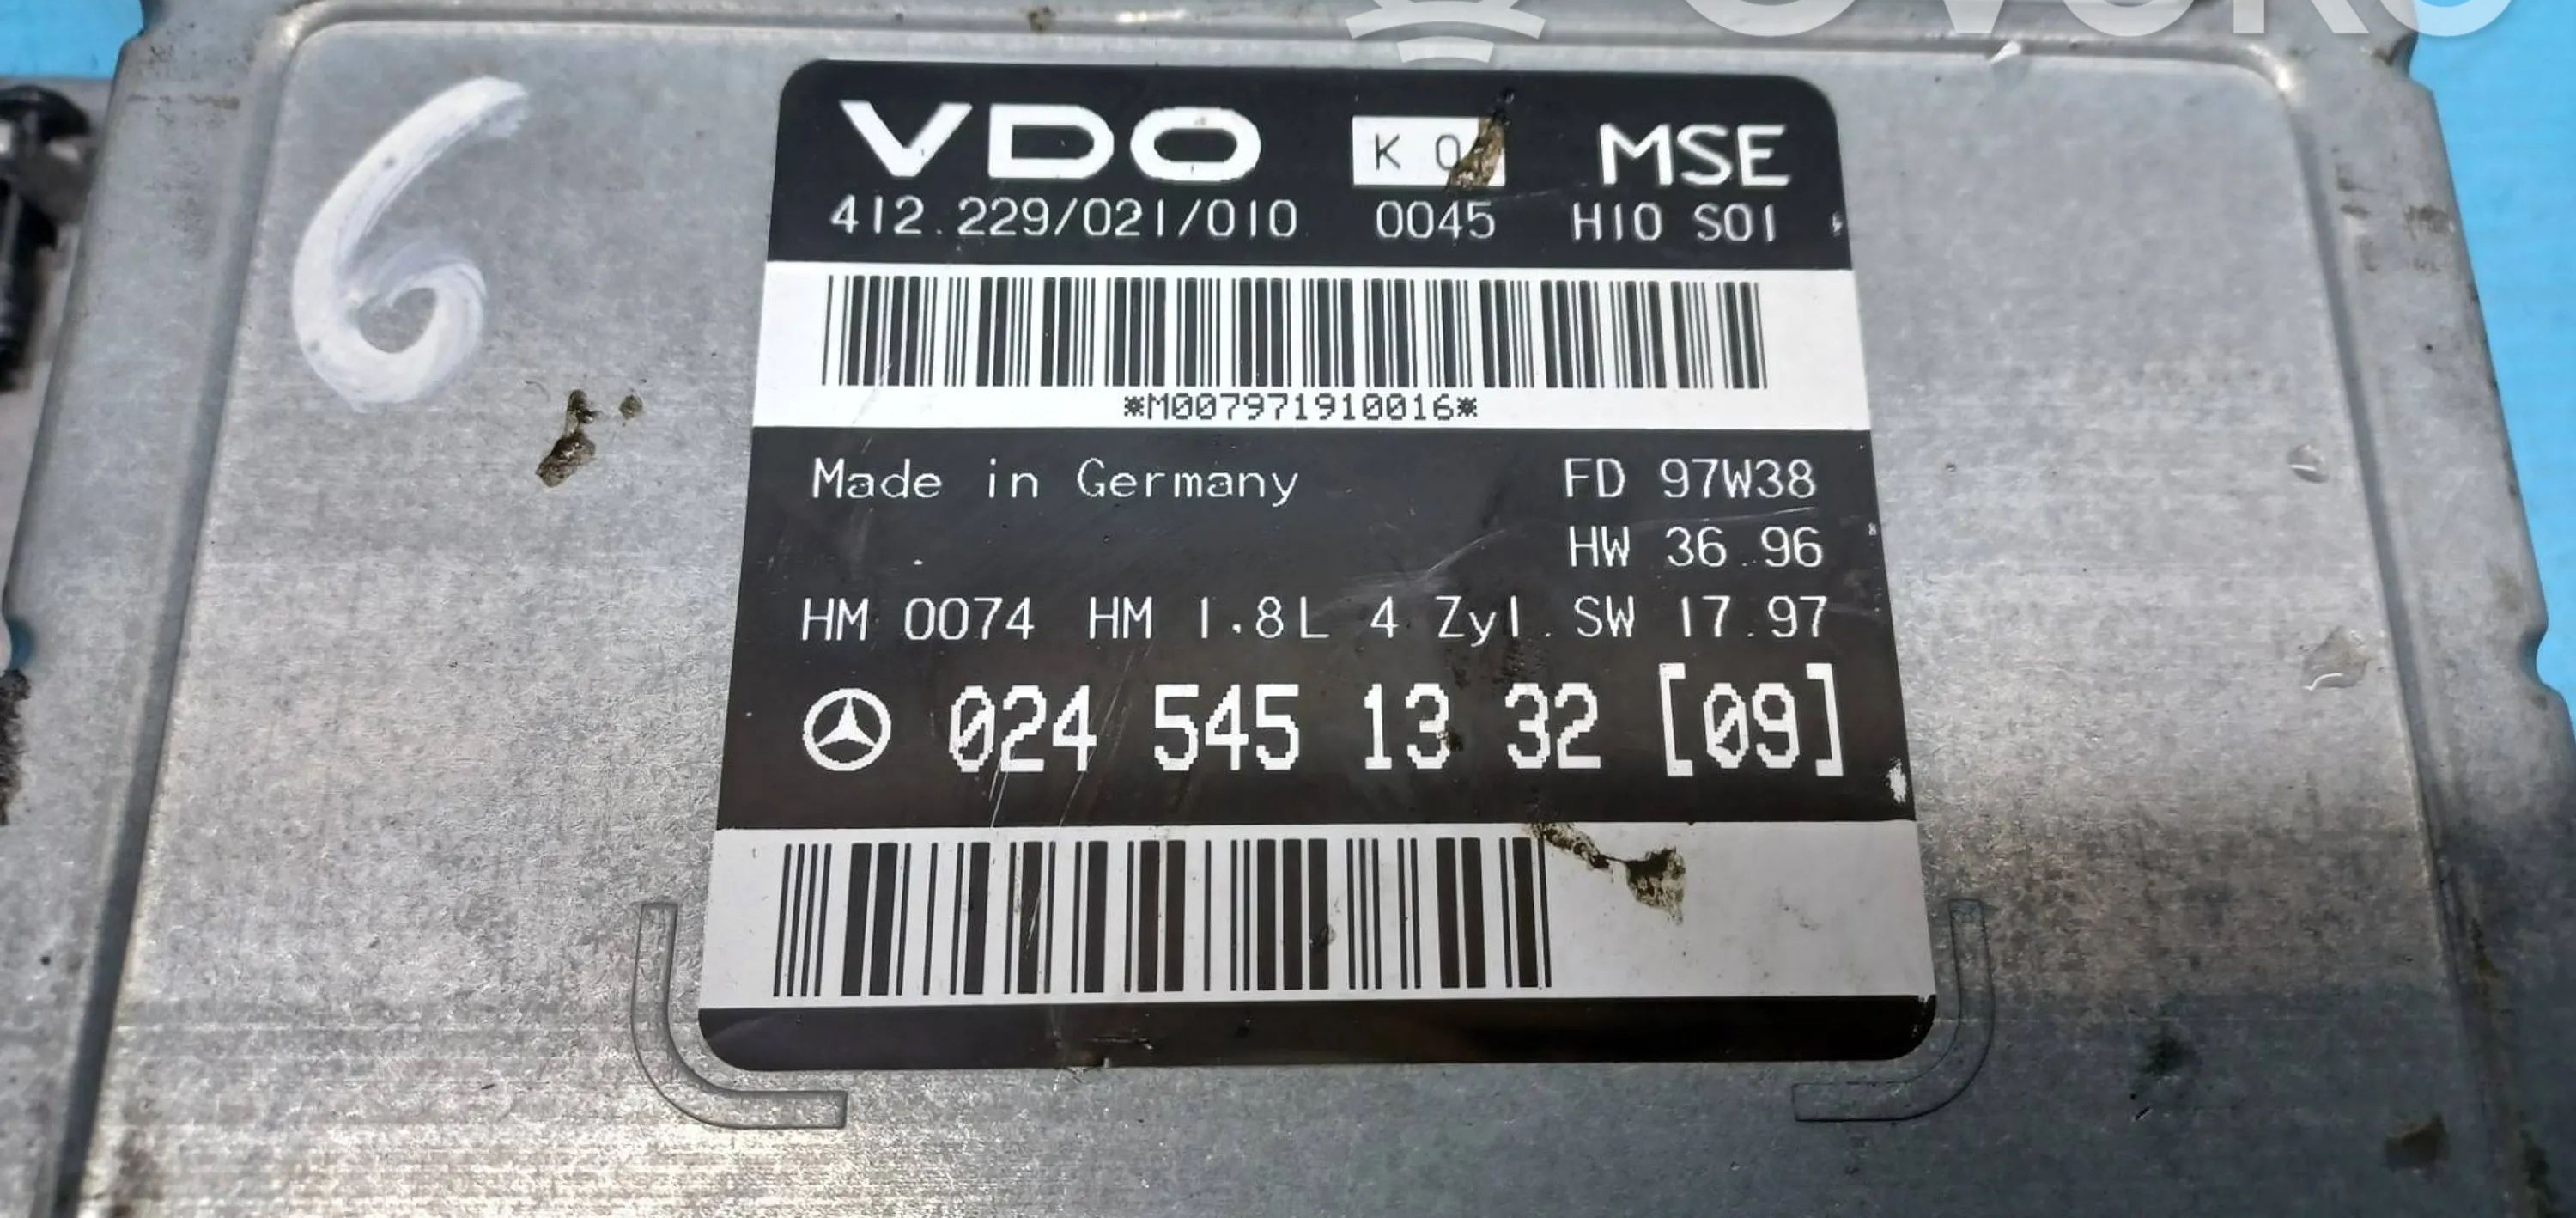 6
VDO K 0 MSE
412.229/021/010 0045 H10 S01
*M007971910016*
Made in Germany FD 97W38
HW 36.96
HM 0074 HM 1.8L 4 Zyl. SW 17.97
024 545 13 32 [09]